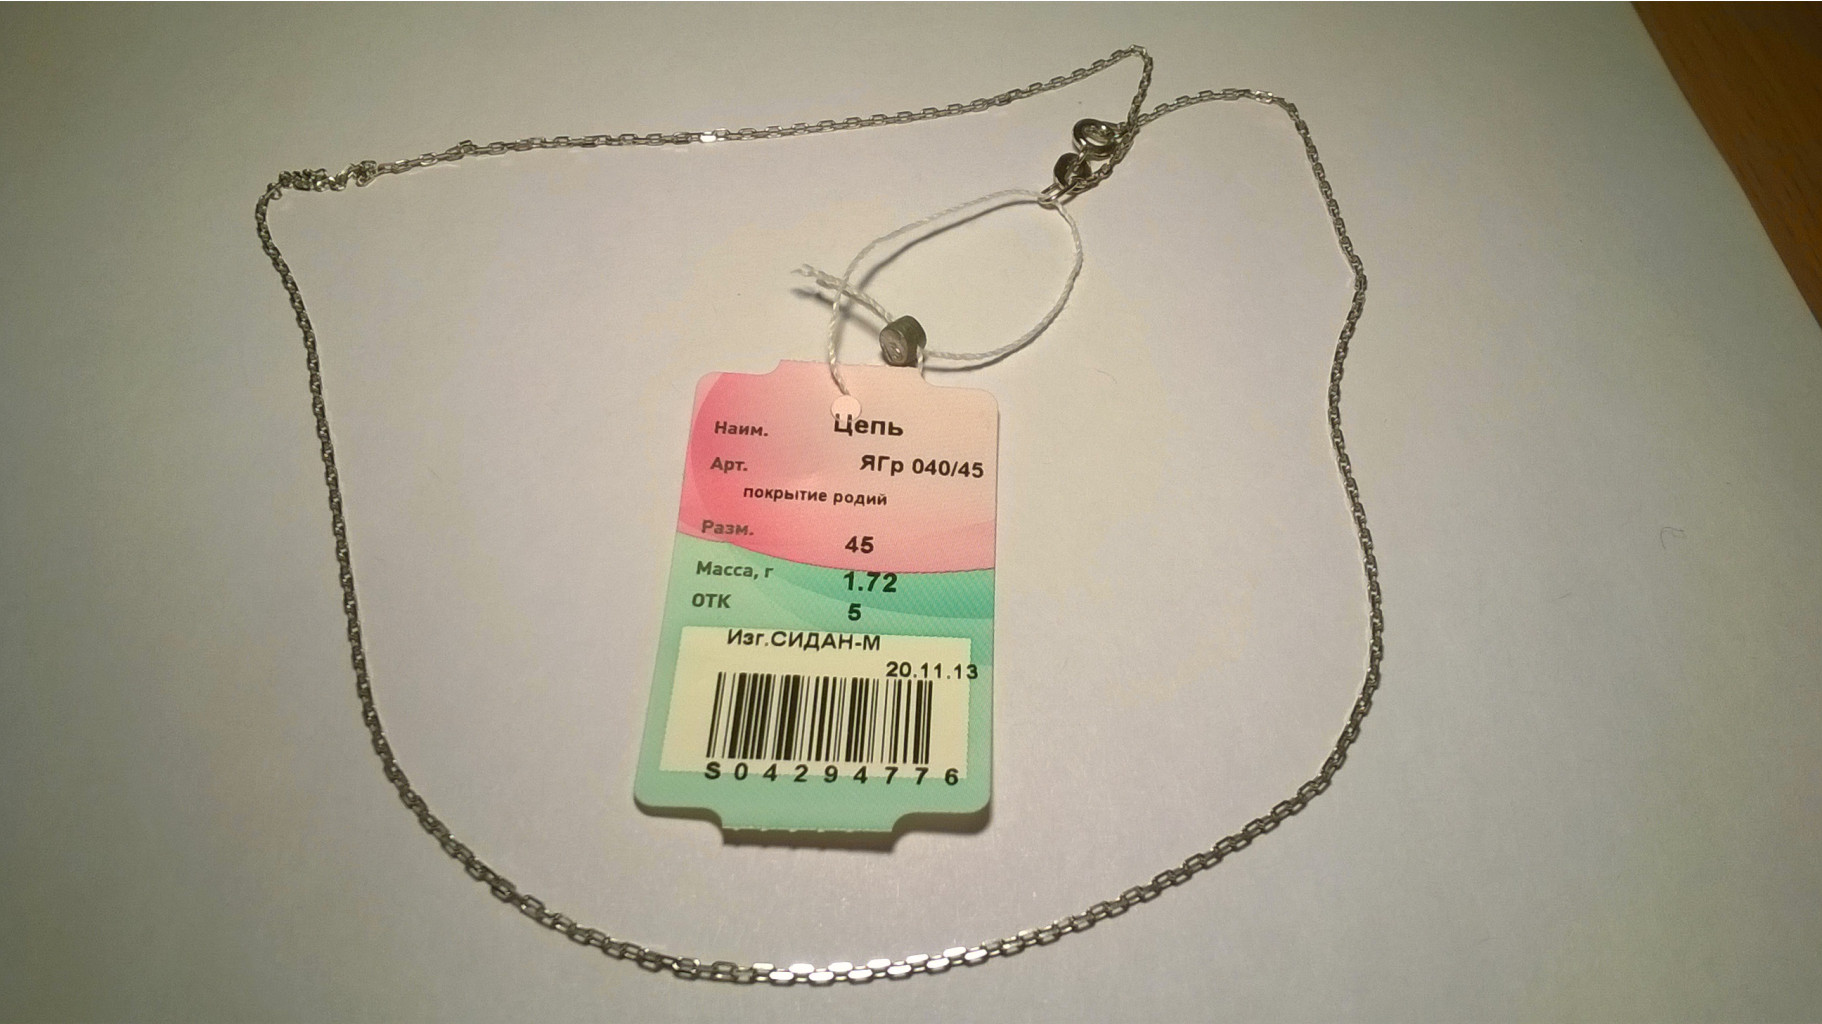 Наим. Цепь
Арт. ЯГр 040/45
покрытие родий
Разм. 45
Масса, г 1.72
ОТК 5
Изг.СИДАН-М
20.11.13
S04294776